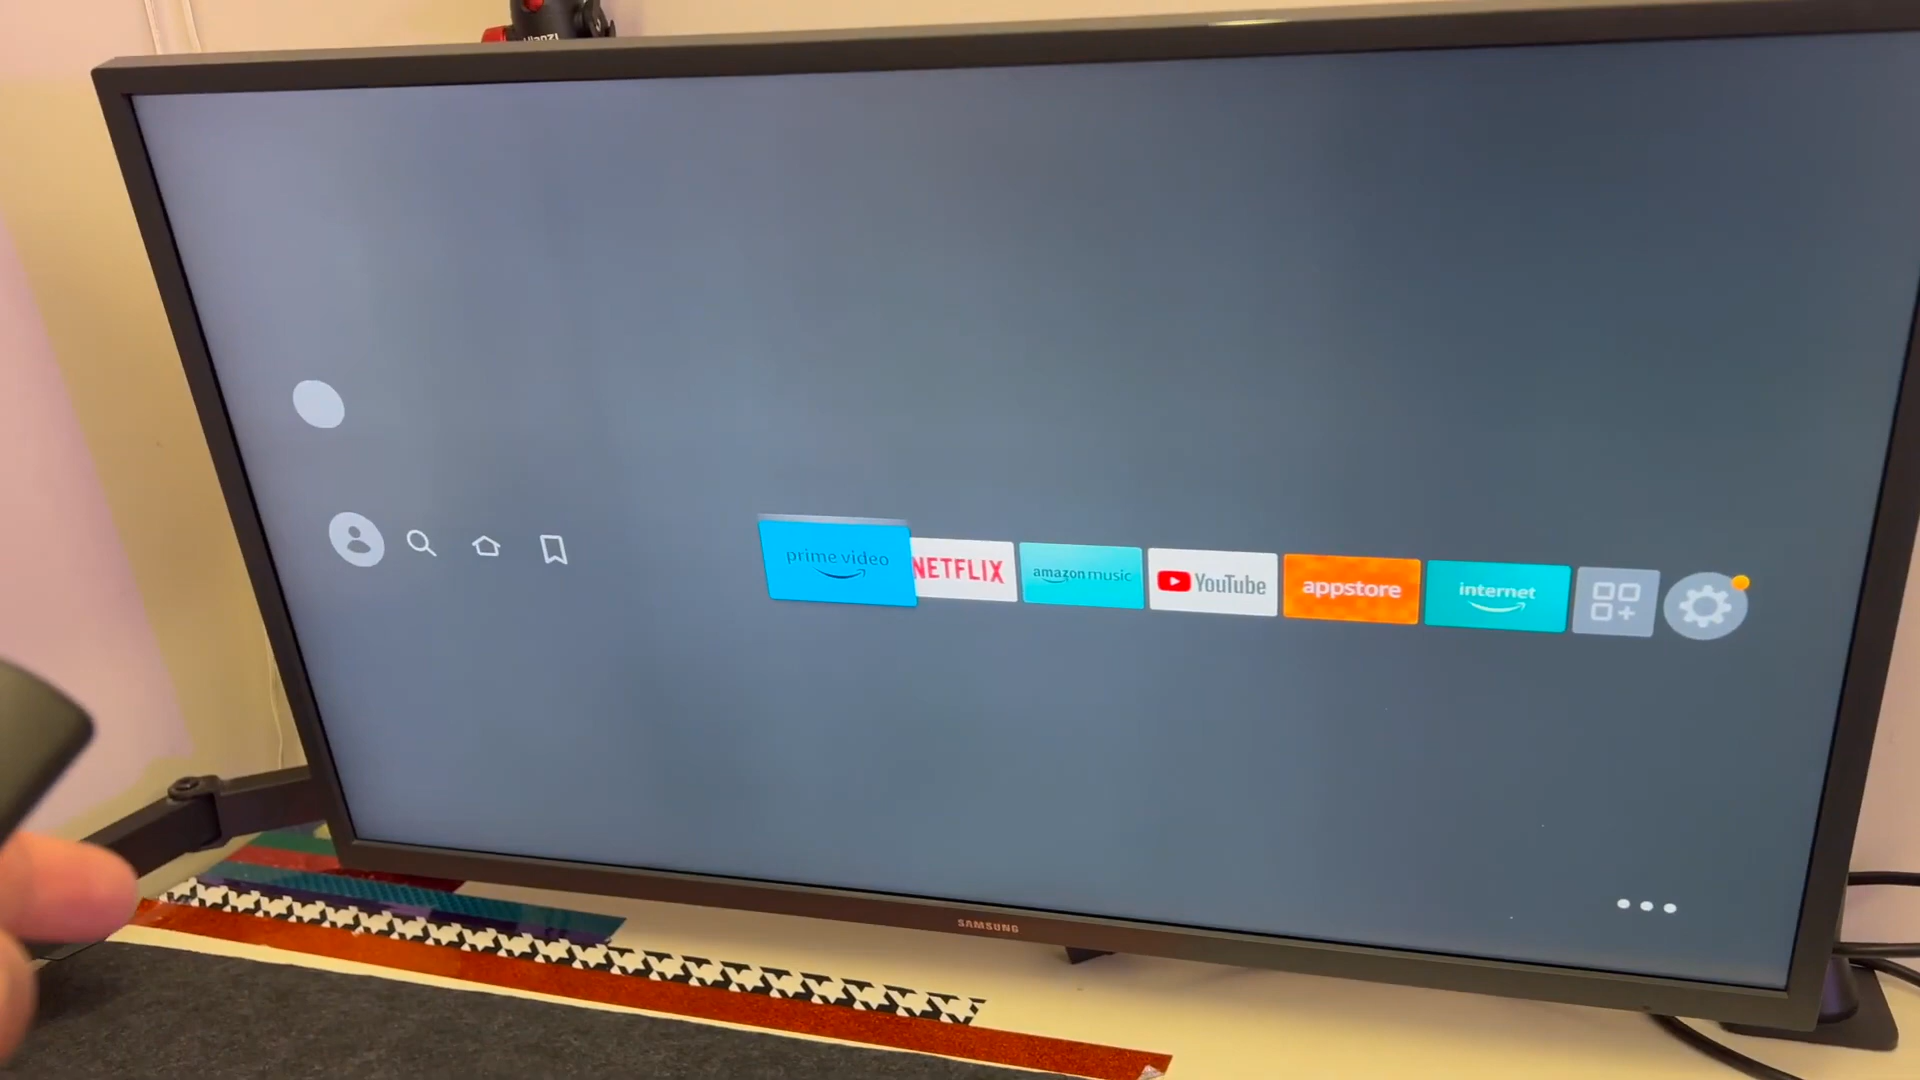 prime video
NETFLIX
amazon music
YouTube
appstore
internet
SAMSUNG